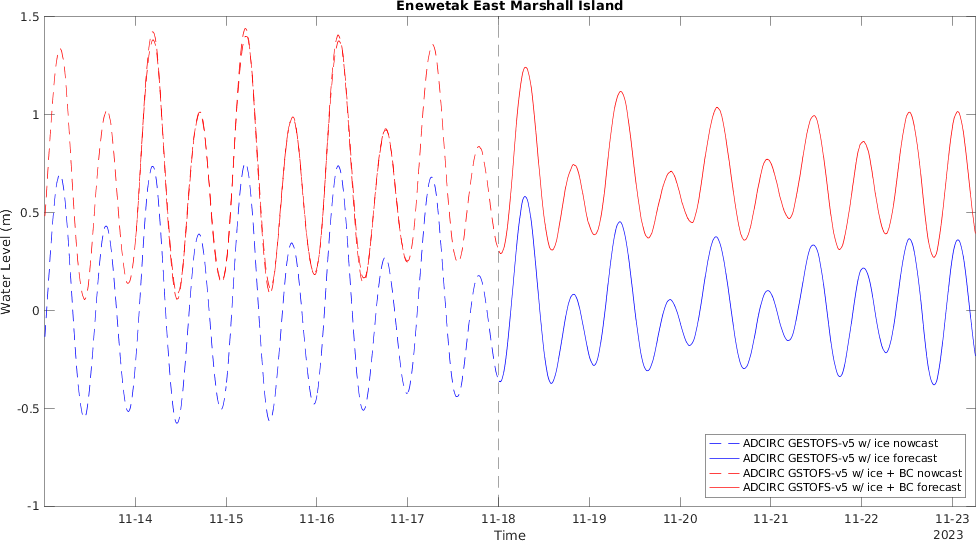 Enewetak East Marshall Island
1.5
1
0.5
0
-0.5
-1
Water Level (m)
ADCIRC GESTOFS-v5 w/ ice nowcast
ADCIRC GESTOFS-v5 w/ ice forecast
ADCIRC GSTOFS-v5 w/ ice + BC nowcast
ADCIRC GSTOFS-v5 w/ ice + BC forecast
11-14 11-15 11-16 11-17 11-18 11-19 11-20 11-21 11-22 11-23
Time
2023